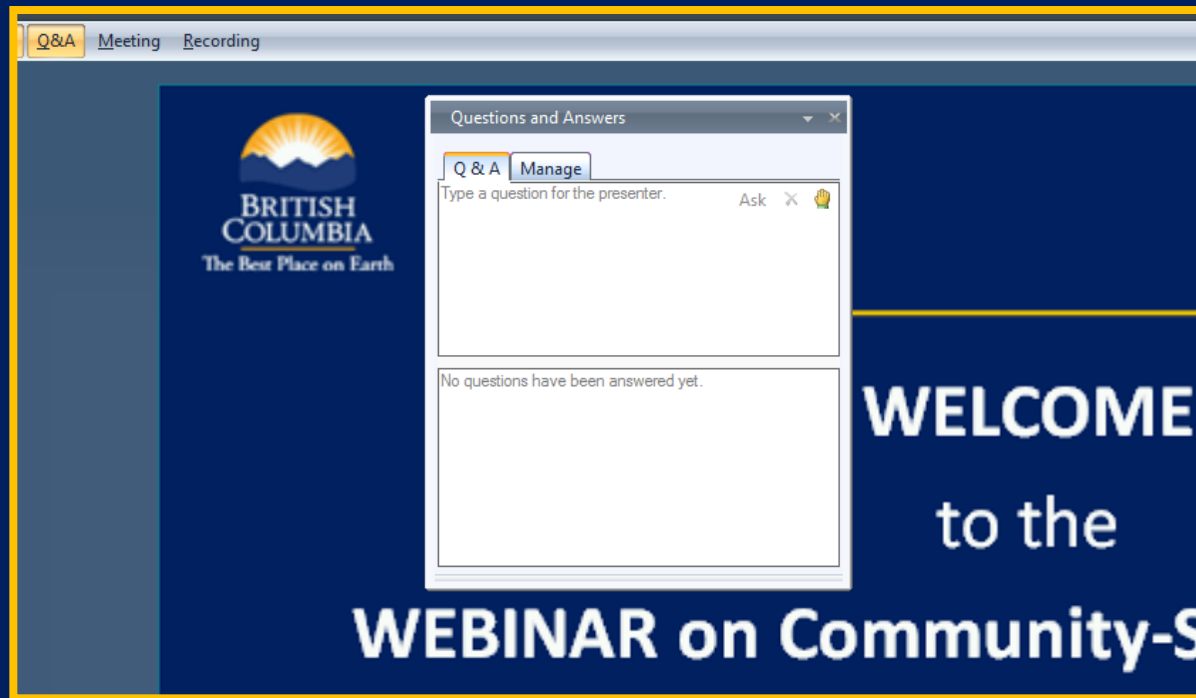 Q&A Meeting Recording
Questions and Answers
Q & A Manage
Type a question for the presenter. Ask
No questions have been answered yet.
BRITISH
COLUMBIA
The Best Place on Earth
WELCOME
to the
WEBINAR on Community-S